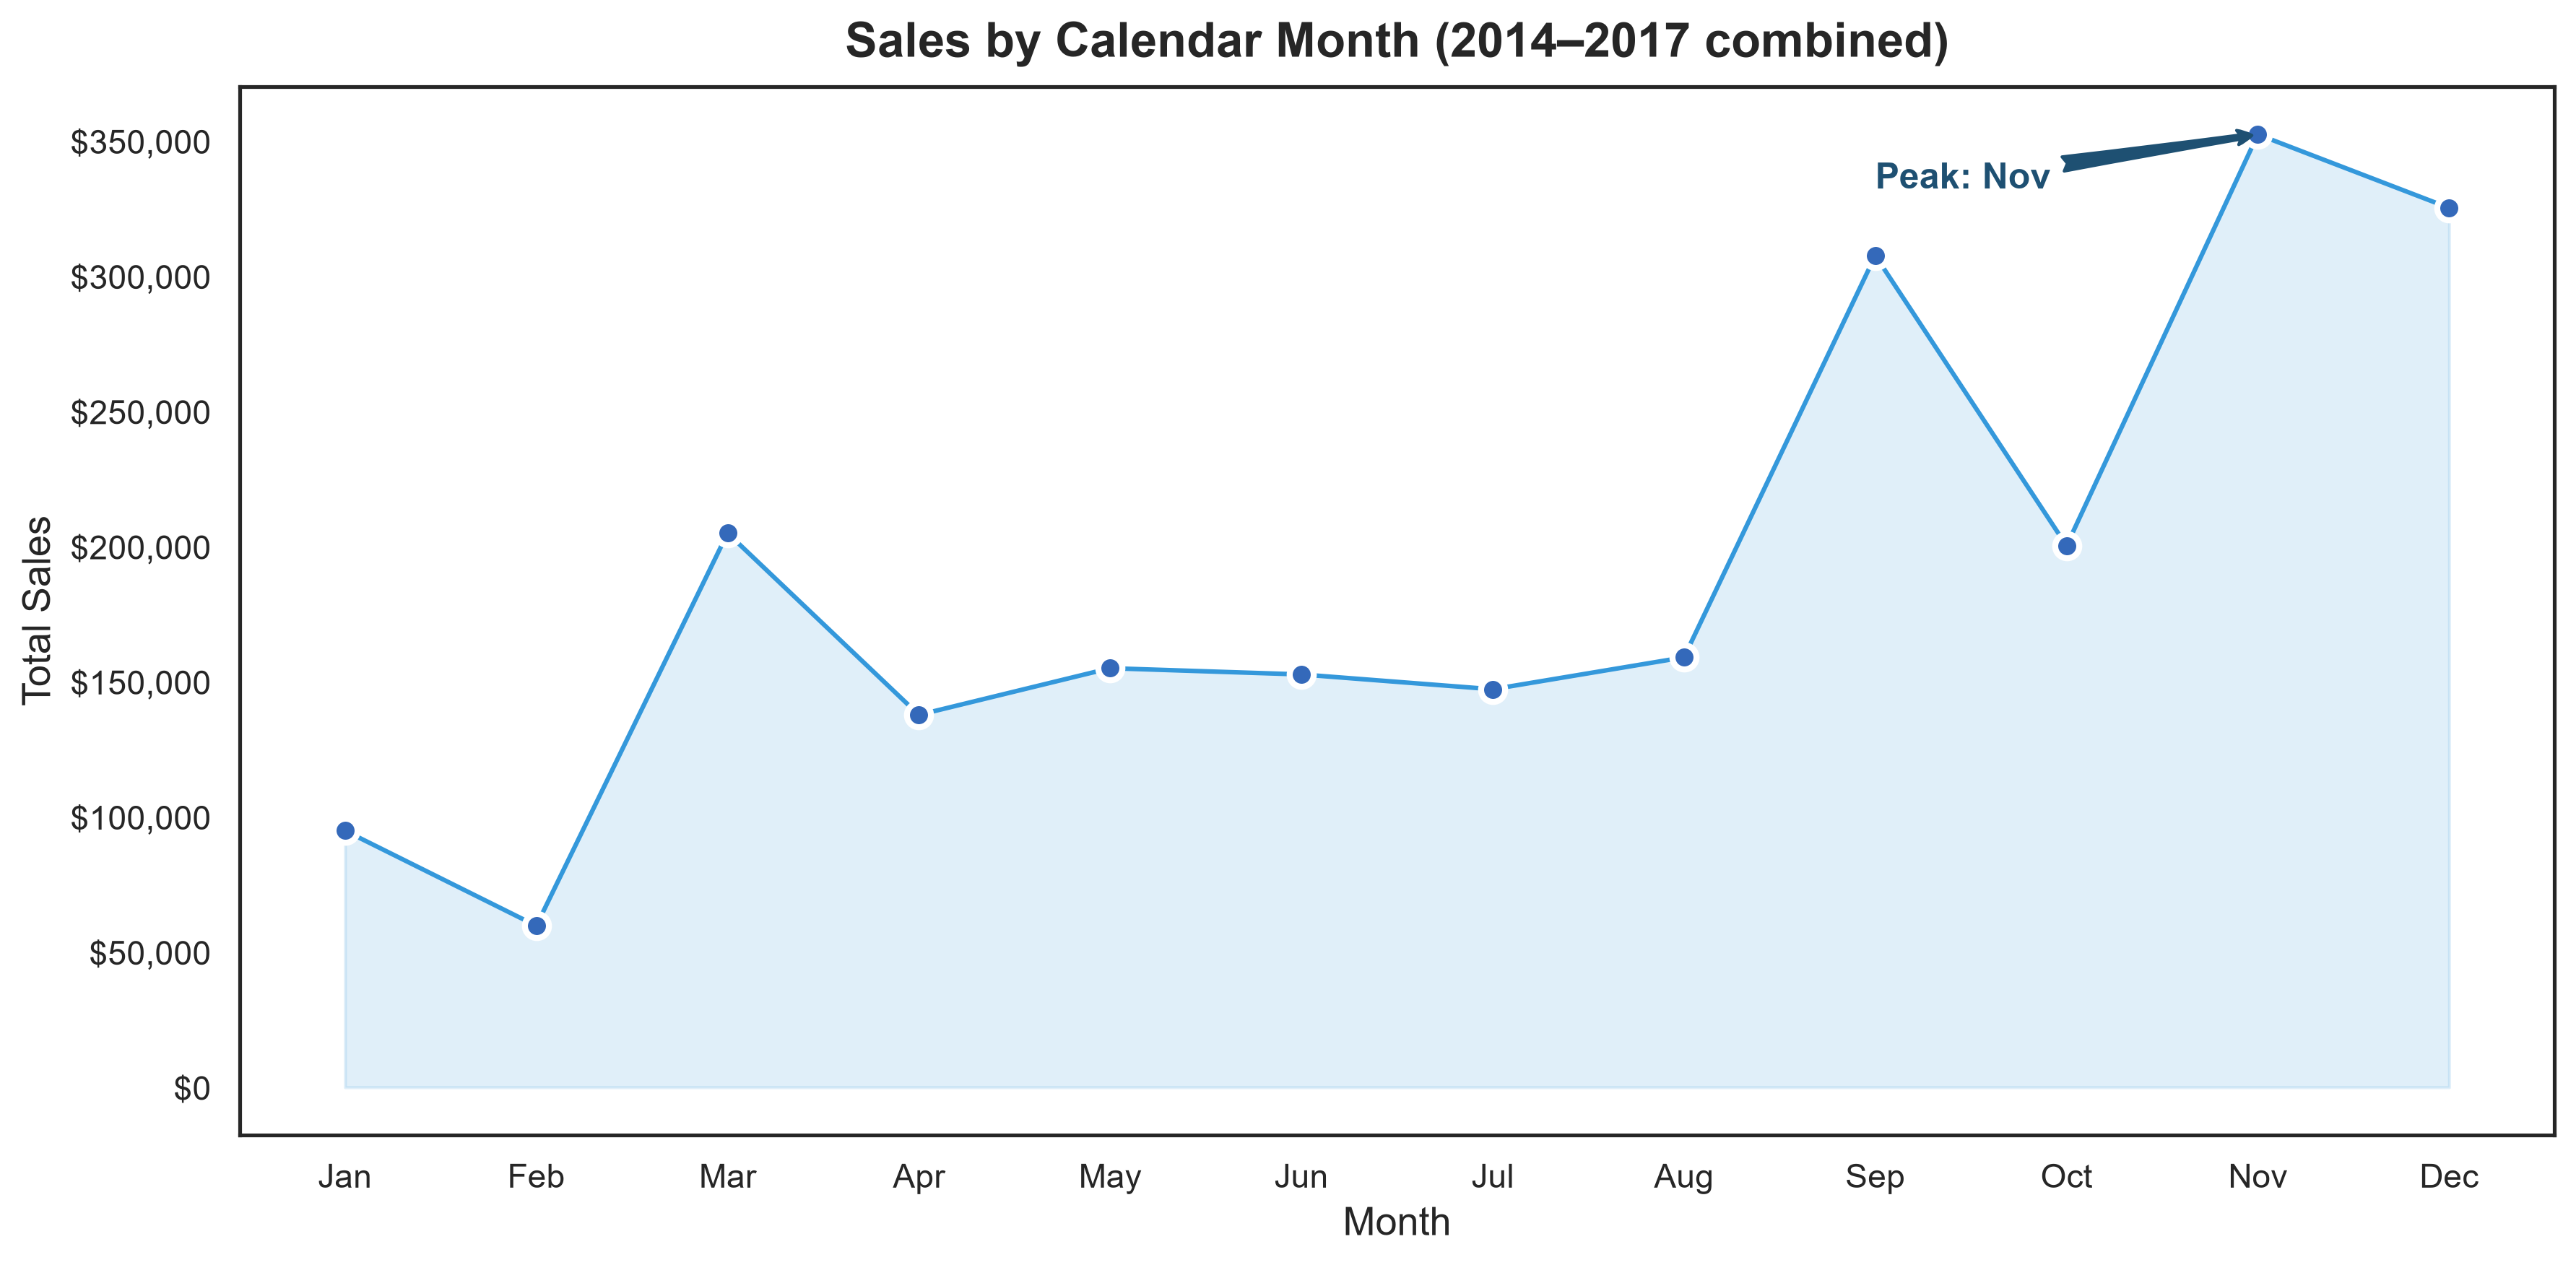 Sales by Calendar Month (2014–2017 combined)
$350,000
Peak: Nov
$300,000
$250,000
$200,000
$150,000
$100,000
$50,000
$0
Total Sales
Jan Feb Mar Apr May Jun Jul Aug Sep Oct Nov Dec
Month